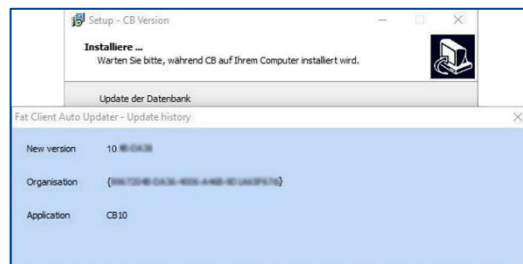 Setup - CB Version
Installiere ...
Warten Sie bitte, während CB auf Ihrem Computer installiert wird.
Update der Datenbank
Fat Client Auto Updater - Update history
New version 10.
Organisation { }
Application CB10